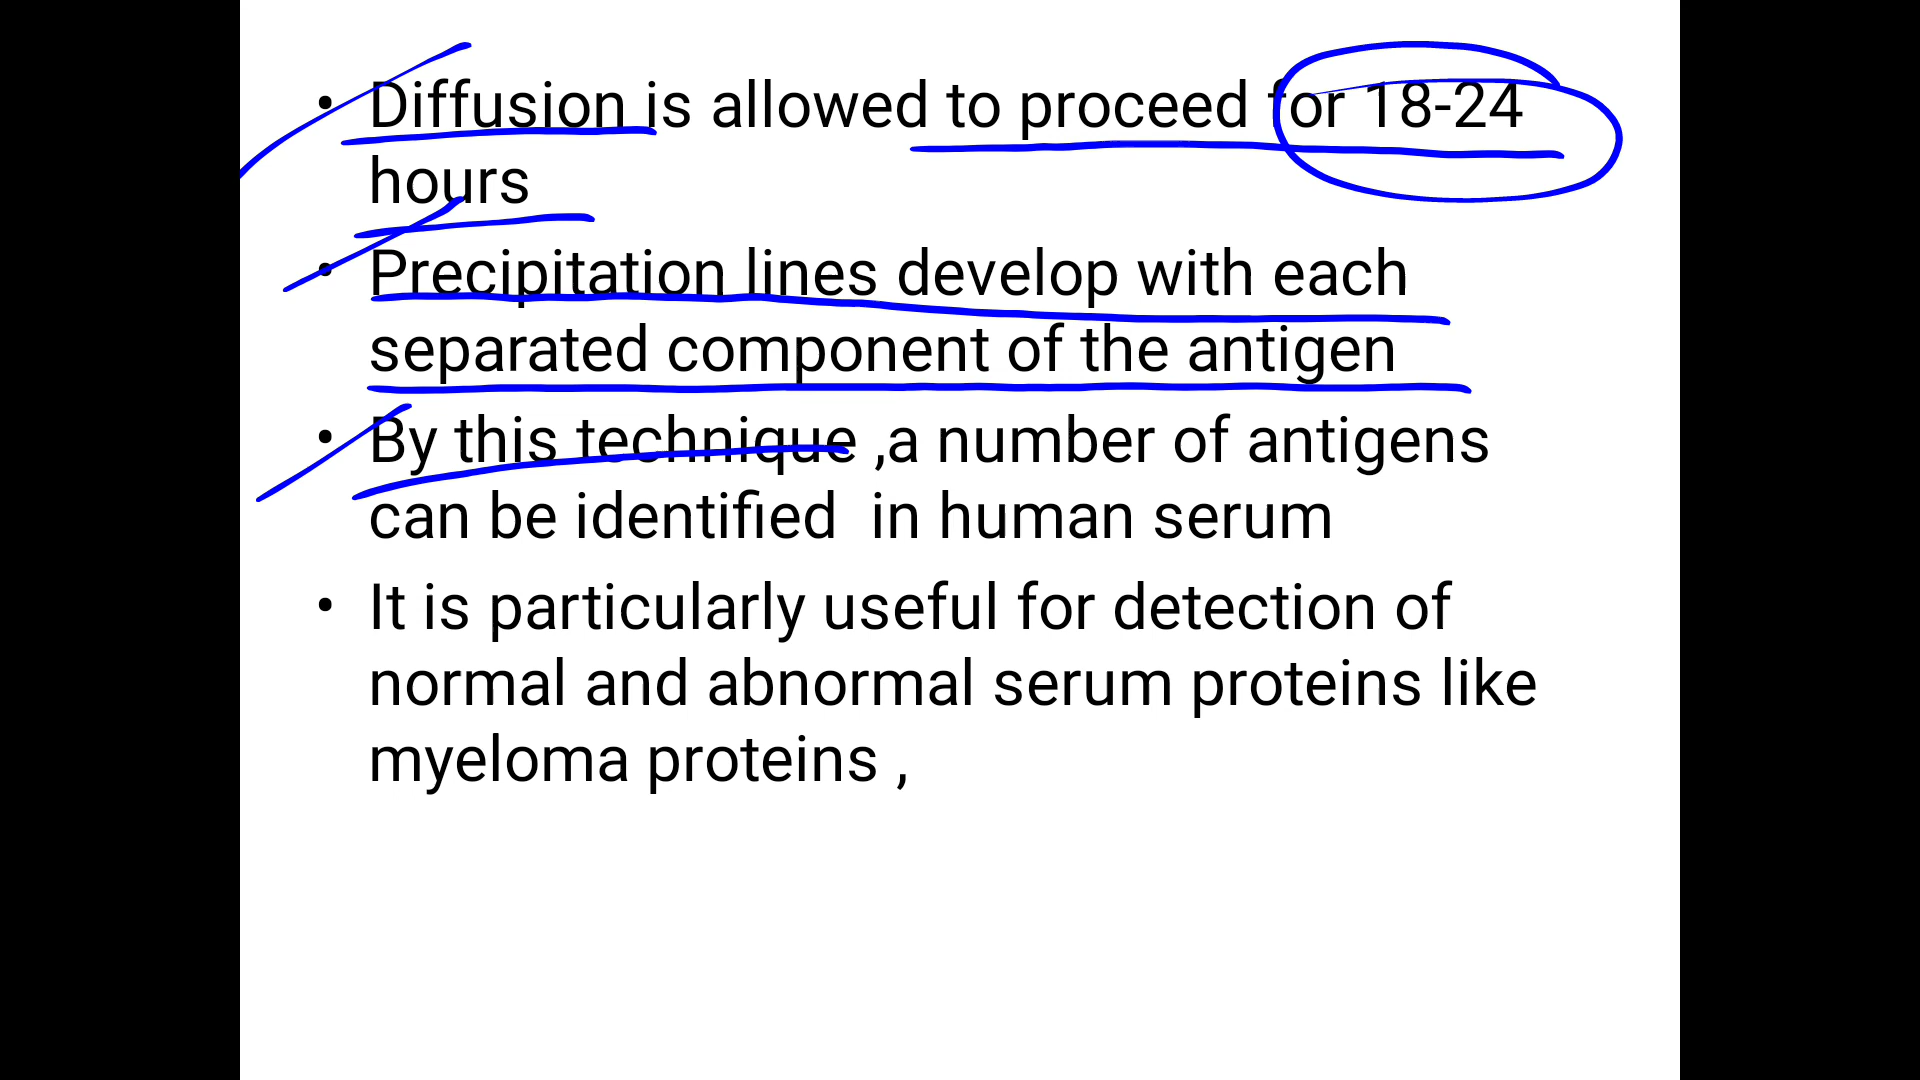 • Diffusion is allowed to proceed for 18-24
hours
• Precipitation lines develop with each
separated component of the antigen
• By this technique ,a number of antigens
can be identified  in human serum
• It is particularly useful for detection of
normal and abnormal serum proteins like
myeloma proteins ,